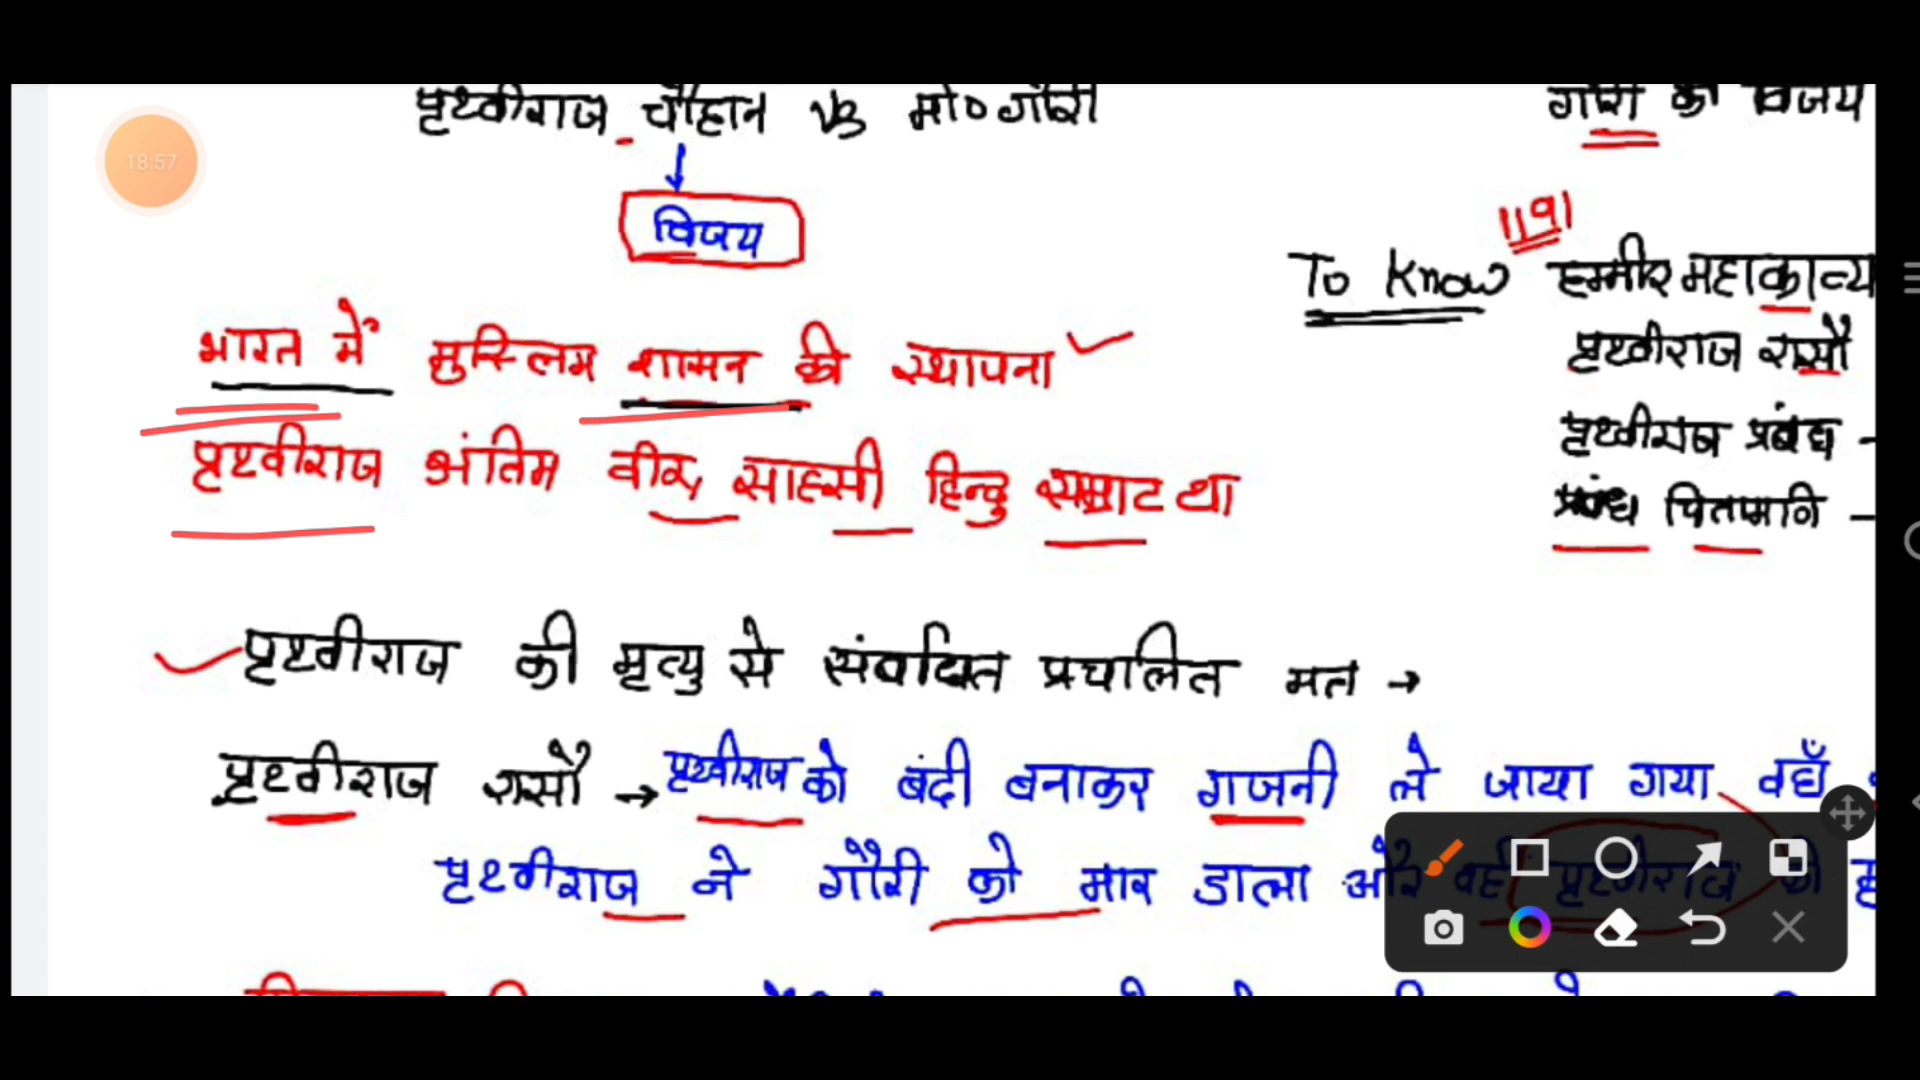 पृथ्वीराज चौहान vs मो० गौरी
विजय
गौरी की विजय
1191
To Know हम्मीर महाकाव्य
पृथ्वीराज रासौ
पृथ्वीराज प्रबंध -
प्रबंध चिंतामणि -
18:57
भारत में मुस्लिम शासन की स्थापना
पृथ्वीराज अंतिम वीर, साहसी हिन्दु सम्राट था
पृथ्वीराज की मृत्यु से संबंधित प्रचलित मत →
पृथ्वीराज रासौ → पृथ्वीराज को बंदी बनाकर गजनी ले जाया गया वहाँ
पृथ्वीराज ने गौरी को मार डाला और वही पृथ्वीराज की